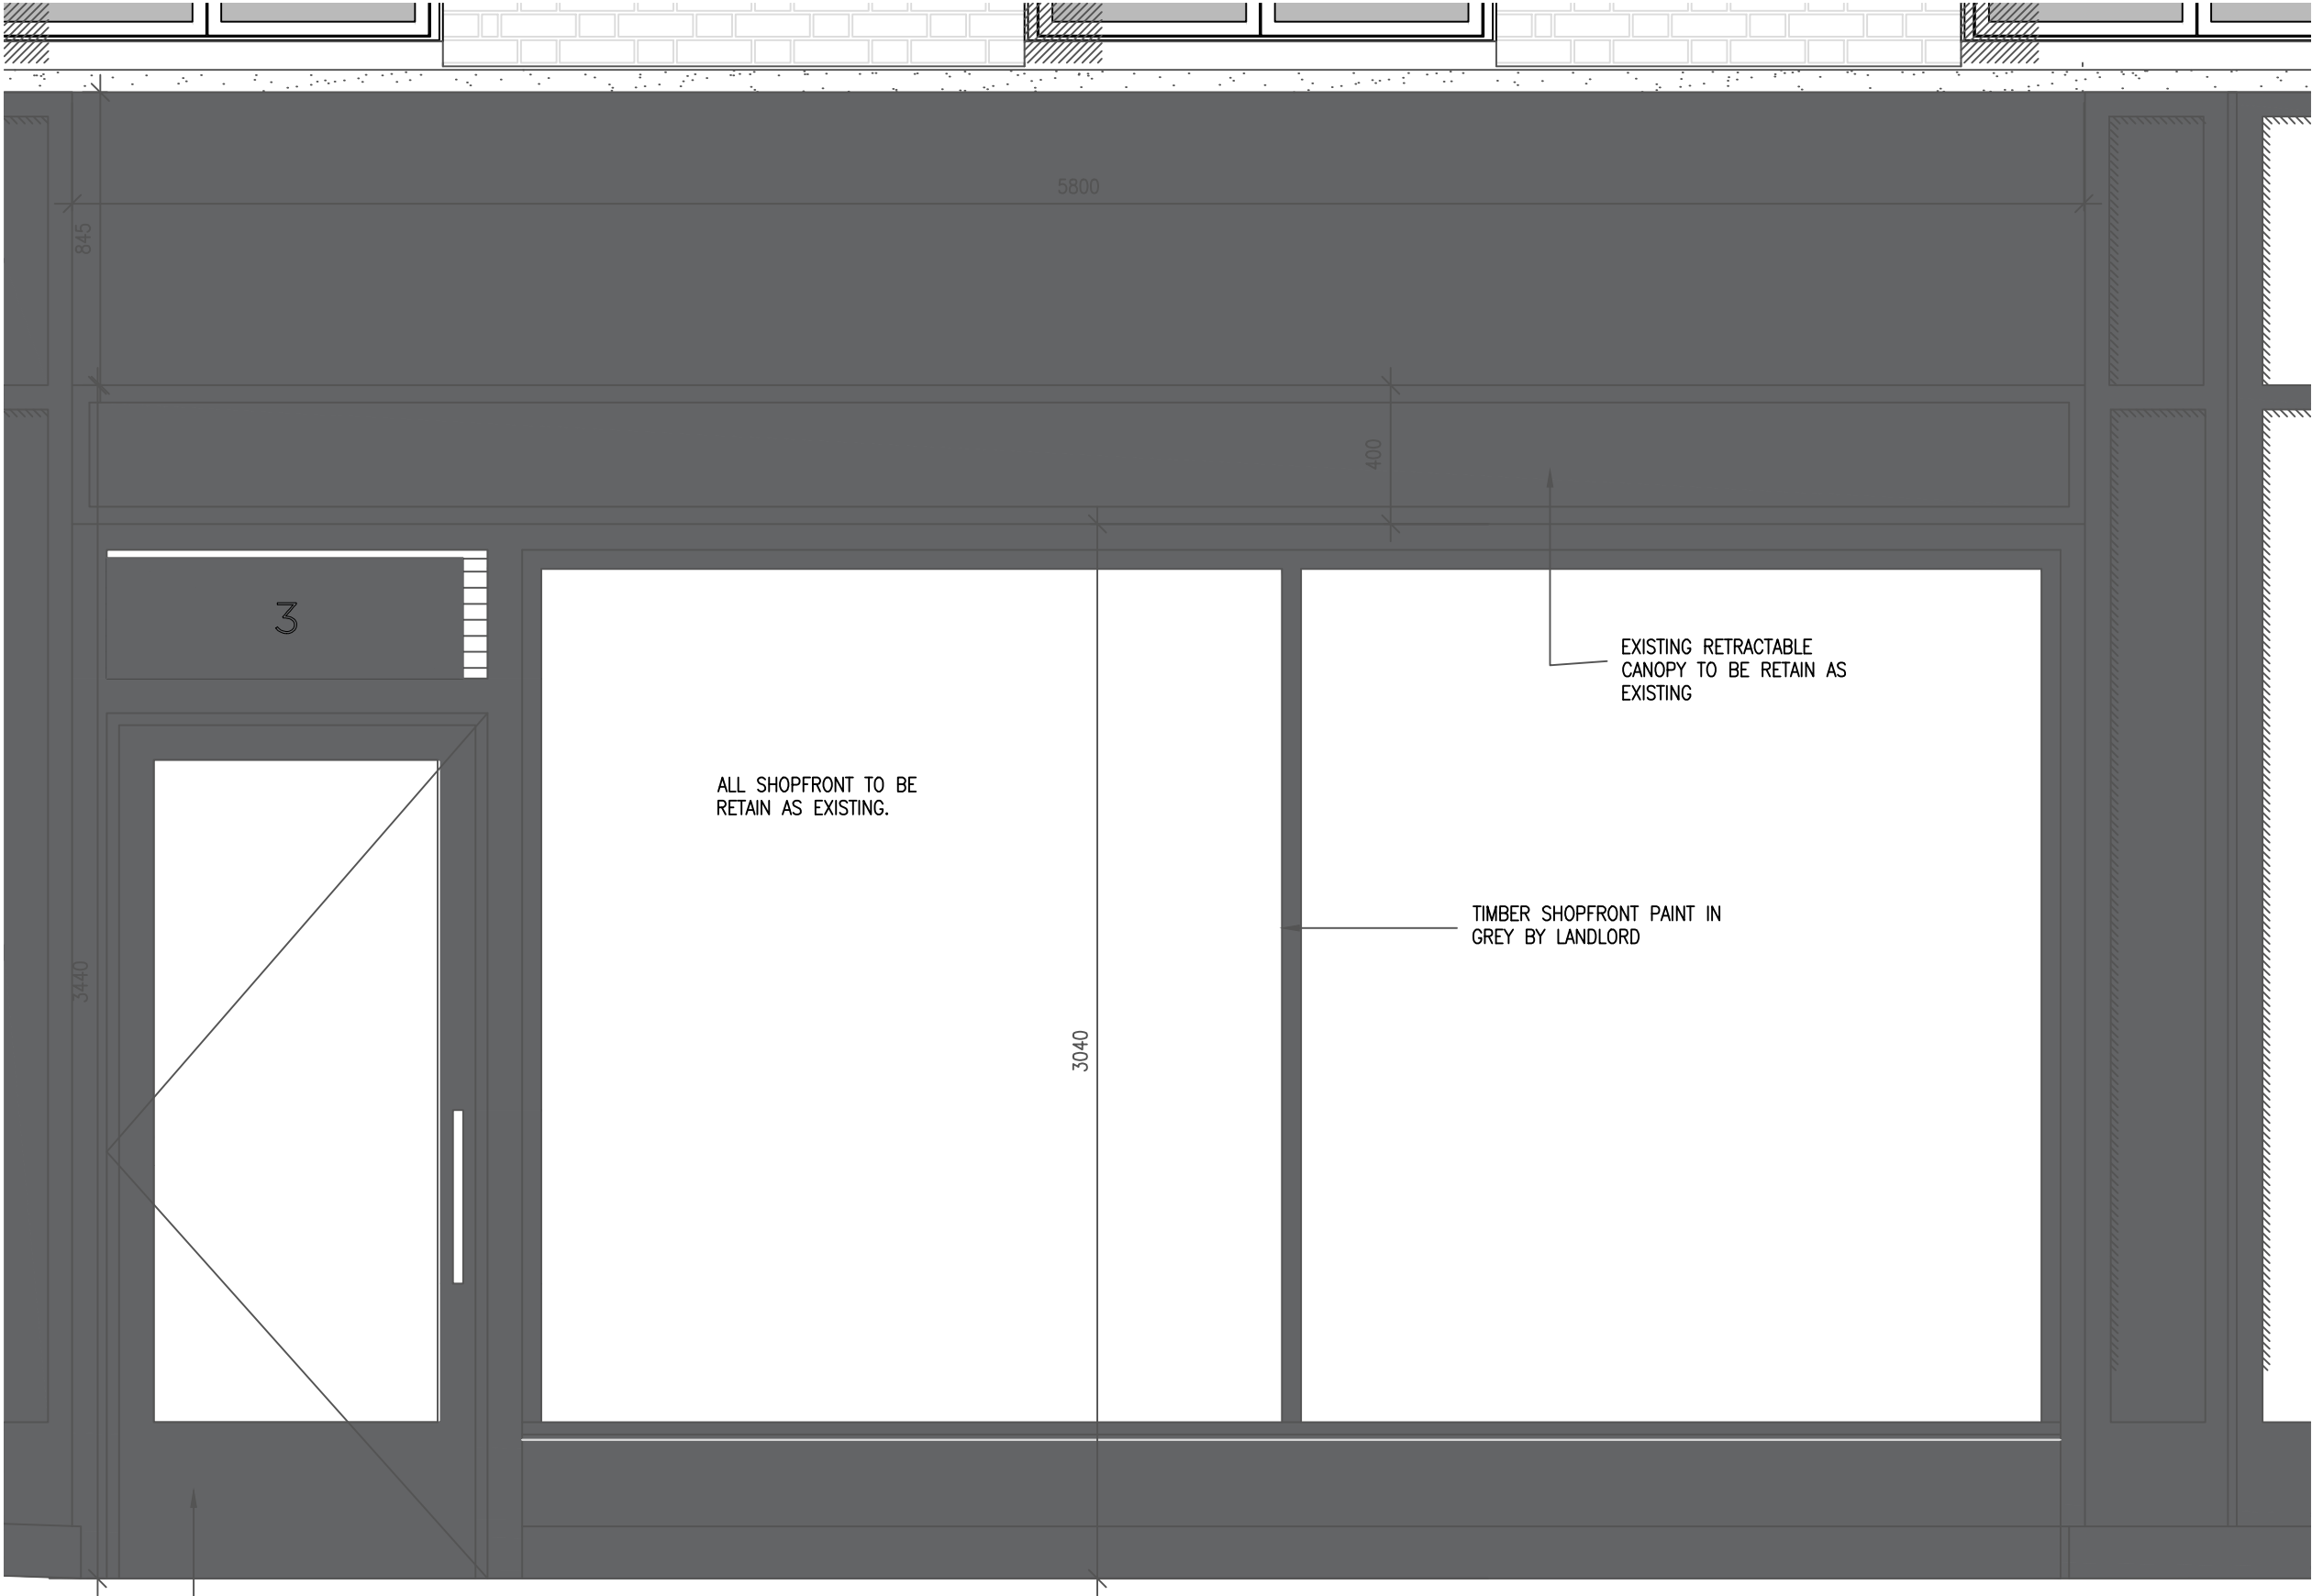 5800
845
400
3
EXISTING RETRACTABLE
CANOPY TO BE RETAIN AS
EXISTING
ALL SHOPFRONT TO BE
RETAIN AS EXISTING.
TIMBER SHOPFRONT PAINT IN
GREY BY LANDLORD
3440
3040